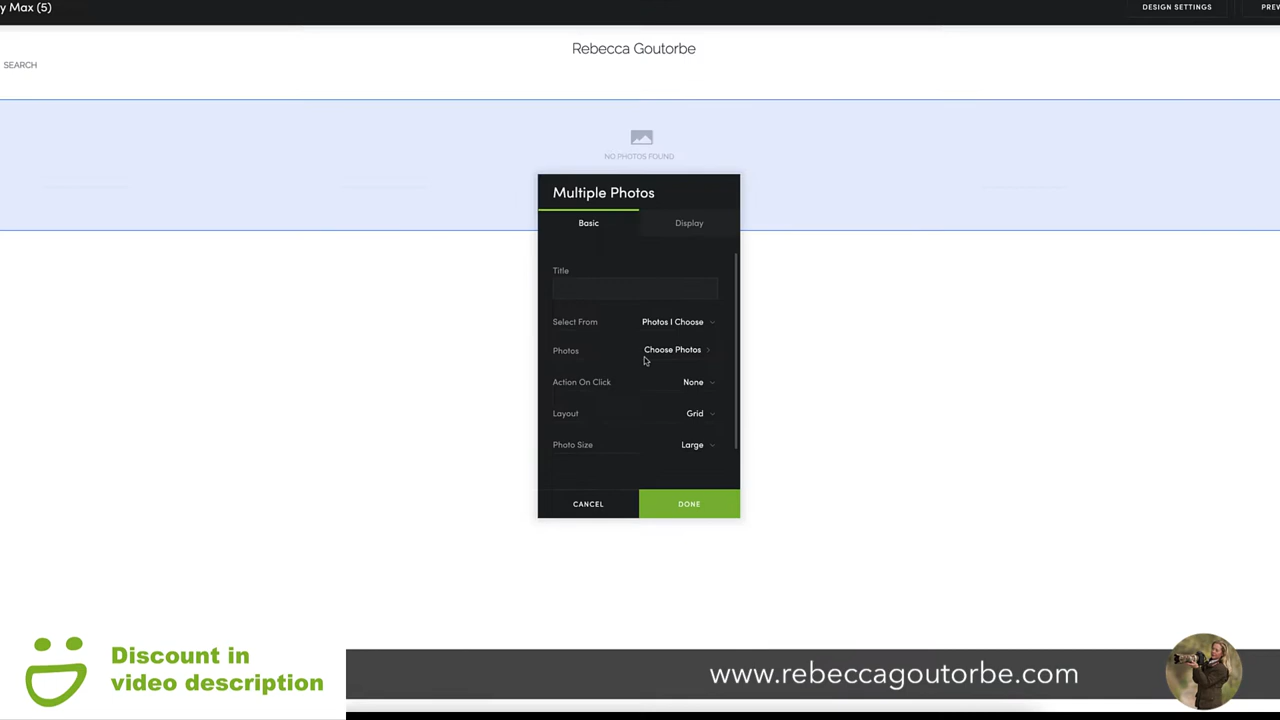 y Max (5)
DESIGN SETTINGS
PREV
Rebecca Goutorbe
SEARCH
NO PHOTOS FOUND
Multiple Photos
Basic
Display
Title
Select From
Photos I Choose
Photos
Choose Photos
Action On Click
None
Layout
Grid
Photo Size
Large
CANCEL
DONE
Discount in
video description
www.rebeccagoutorbe.com